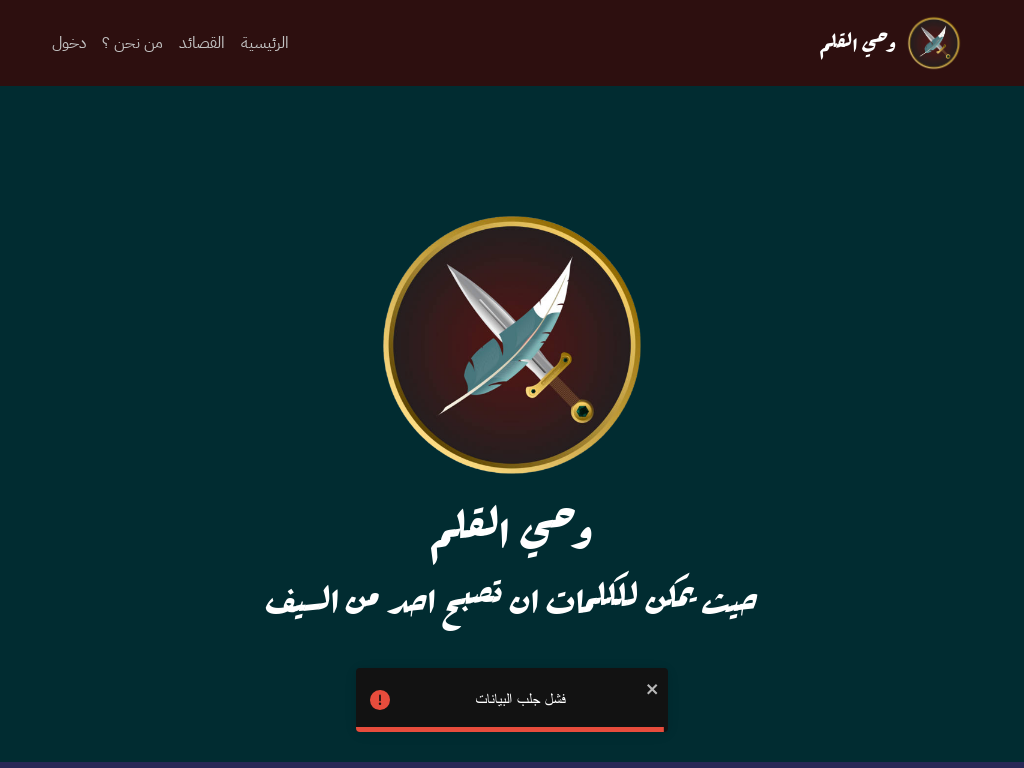 وحي القلم
الرئيسية
القصائد
من نحن ؟
دخول
وحي القلم
حيث يمكن للكلمات ان تصبح احد من السيف
فشل جلب البيانات